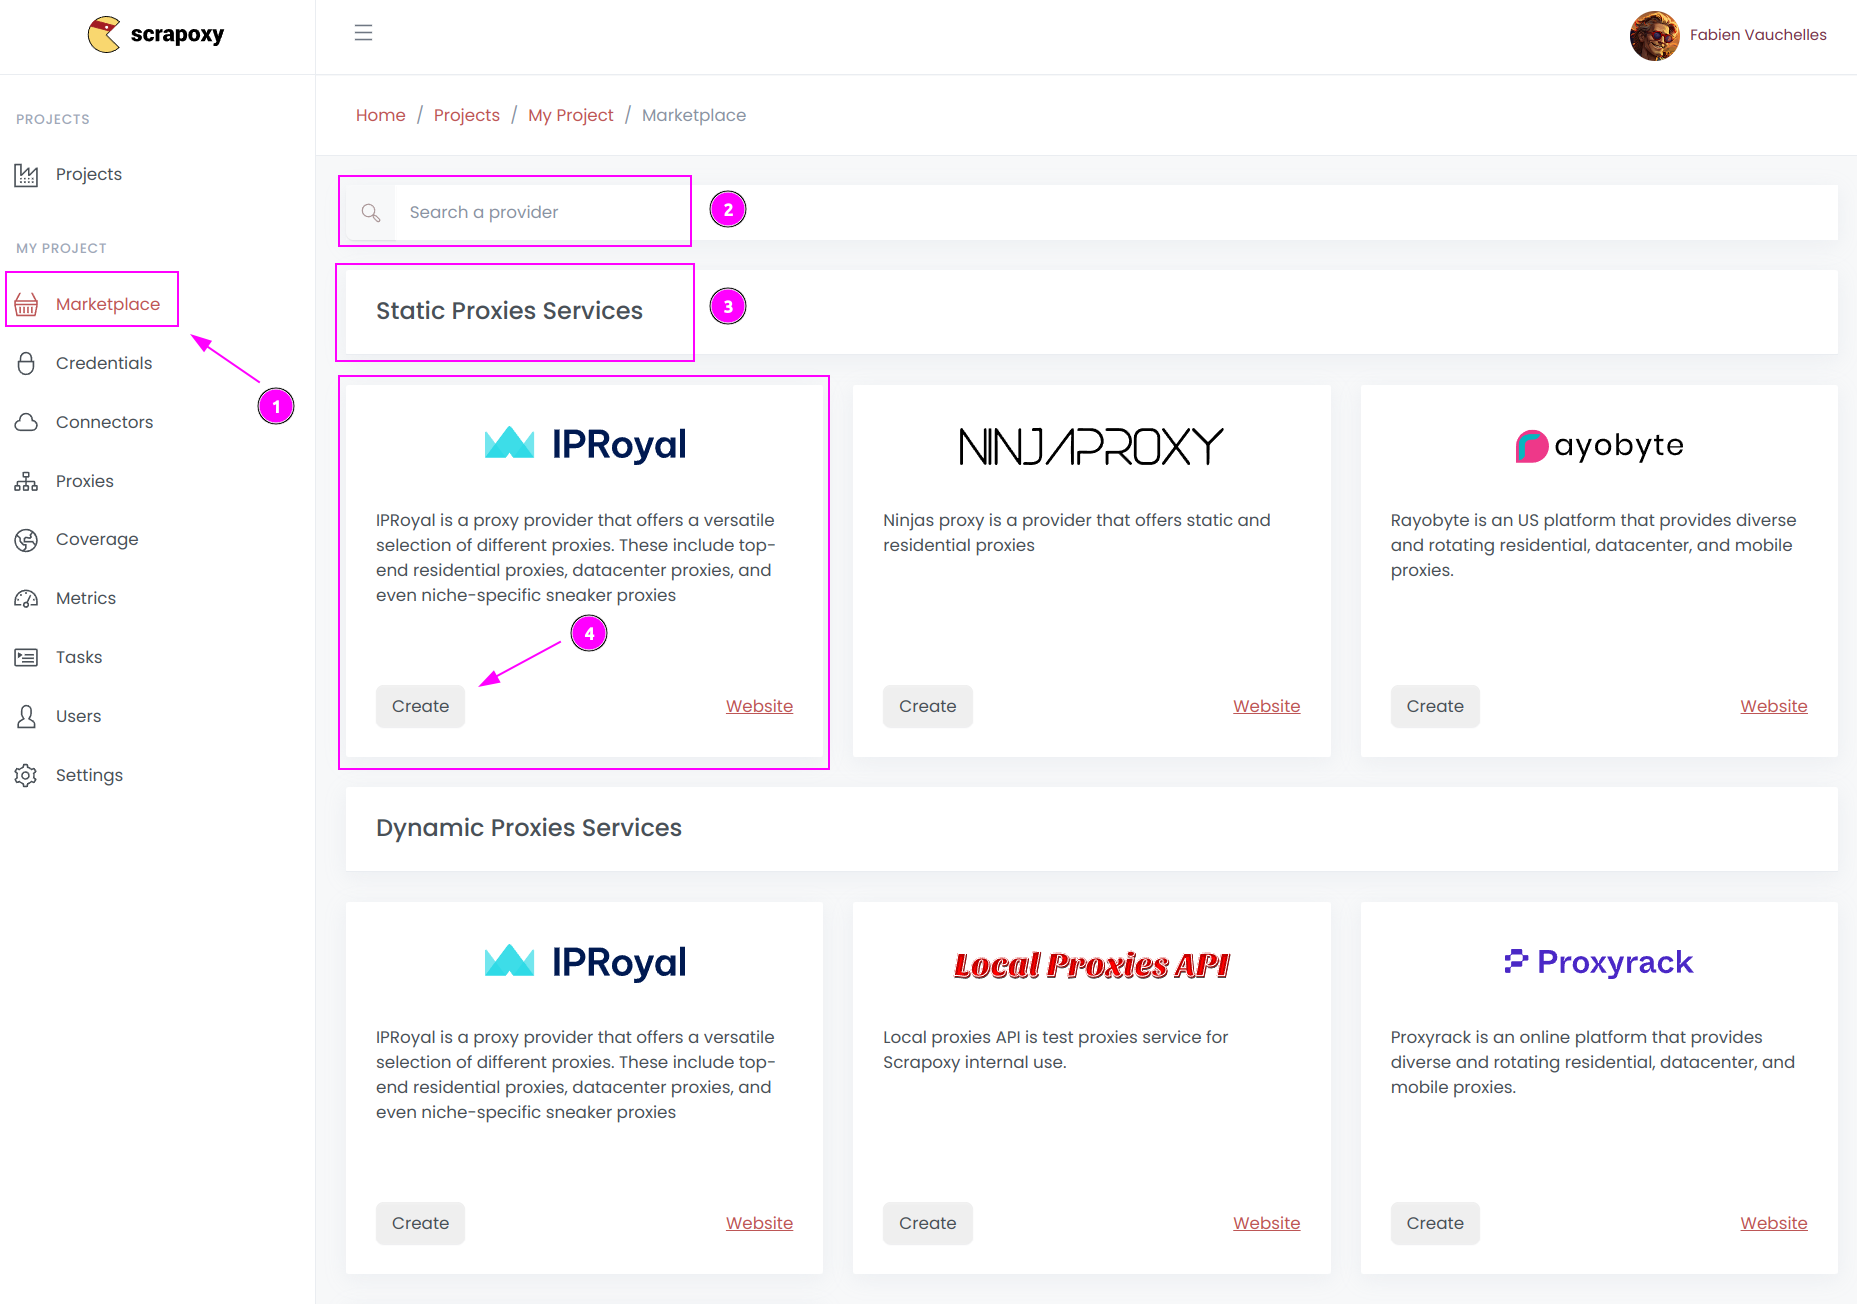 scrapoxy
Fabien Vauchelles
PROJECTS
Projects
MY PROJECT
Marketplace
Credentials
Connectors
Proxies
Coverage
Metrics
Tasks
Users
Settings
1
Home / Projects / My Project / Marketplace
Search a provider
2
Static Proxies Services
3
IPRoyal
IPRoyal is a proxy provider that offers a versatile
selection of different proxies. These include top-
end residential proxies, datacenter proxies, and
even niche-specific sneaker proxies
4
Create
Website
NINJAPROXY
Ninjas proxy is a provider that offers static and
residential proxies
Create
Website
rayobyte
Rayobyte is an US platform that provides diverse
and rotating residential, datacenter, and mobile
proxies.
Create
Website
Dynamic Proxies Services
IPRoyal
IPRoyal is a proxy provider that offers a versatile
selection of different proxies. These include top-
end residential proxies, datacenter proxies, and
even niche-specific sneaker proxies
Create
Website
Local Proxies API
Local proxies API is test proxies service for
Scrapoxy internal use.
Create
Website
Proxyrack
Proxyrack is an online platform that provides
diverse and rotating residential, datacenter, and
mobile proxies.
Create
Website